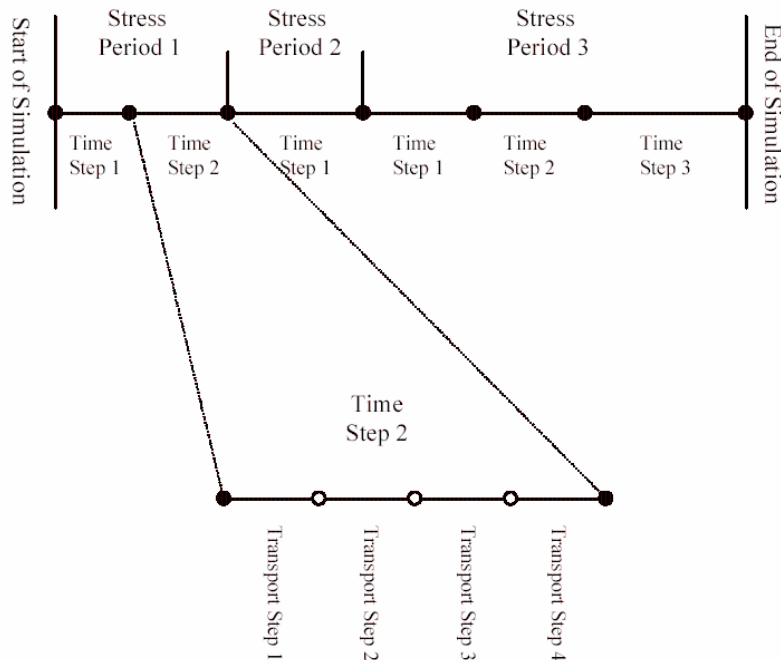 Start of Simulation
Stress
Period 1
Stress
Period 2
Stress
Period 3
End of Simulation
Time
Step 1
Time
Step 2
Time
Step 1
Time
Step 1
Time
Step 2
Time
Step 3
Time
Step 2
Transport Step 1
Transport Step 2
Transport Step 3
Transport Step 4